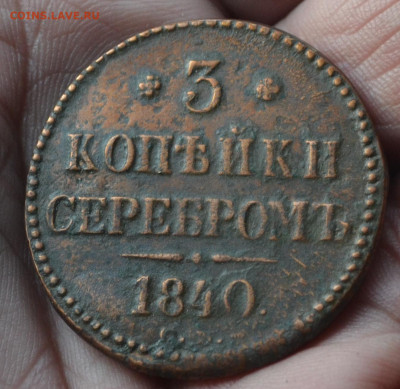 COINS.LAVE.RU
3
КОПѢЙКИ
СЕРЕБРОМЪ
1840.